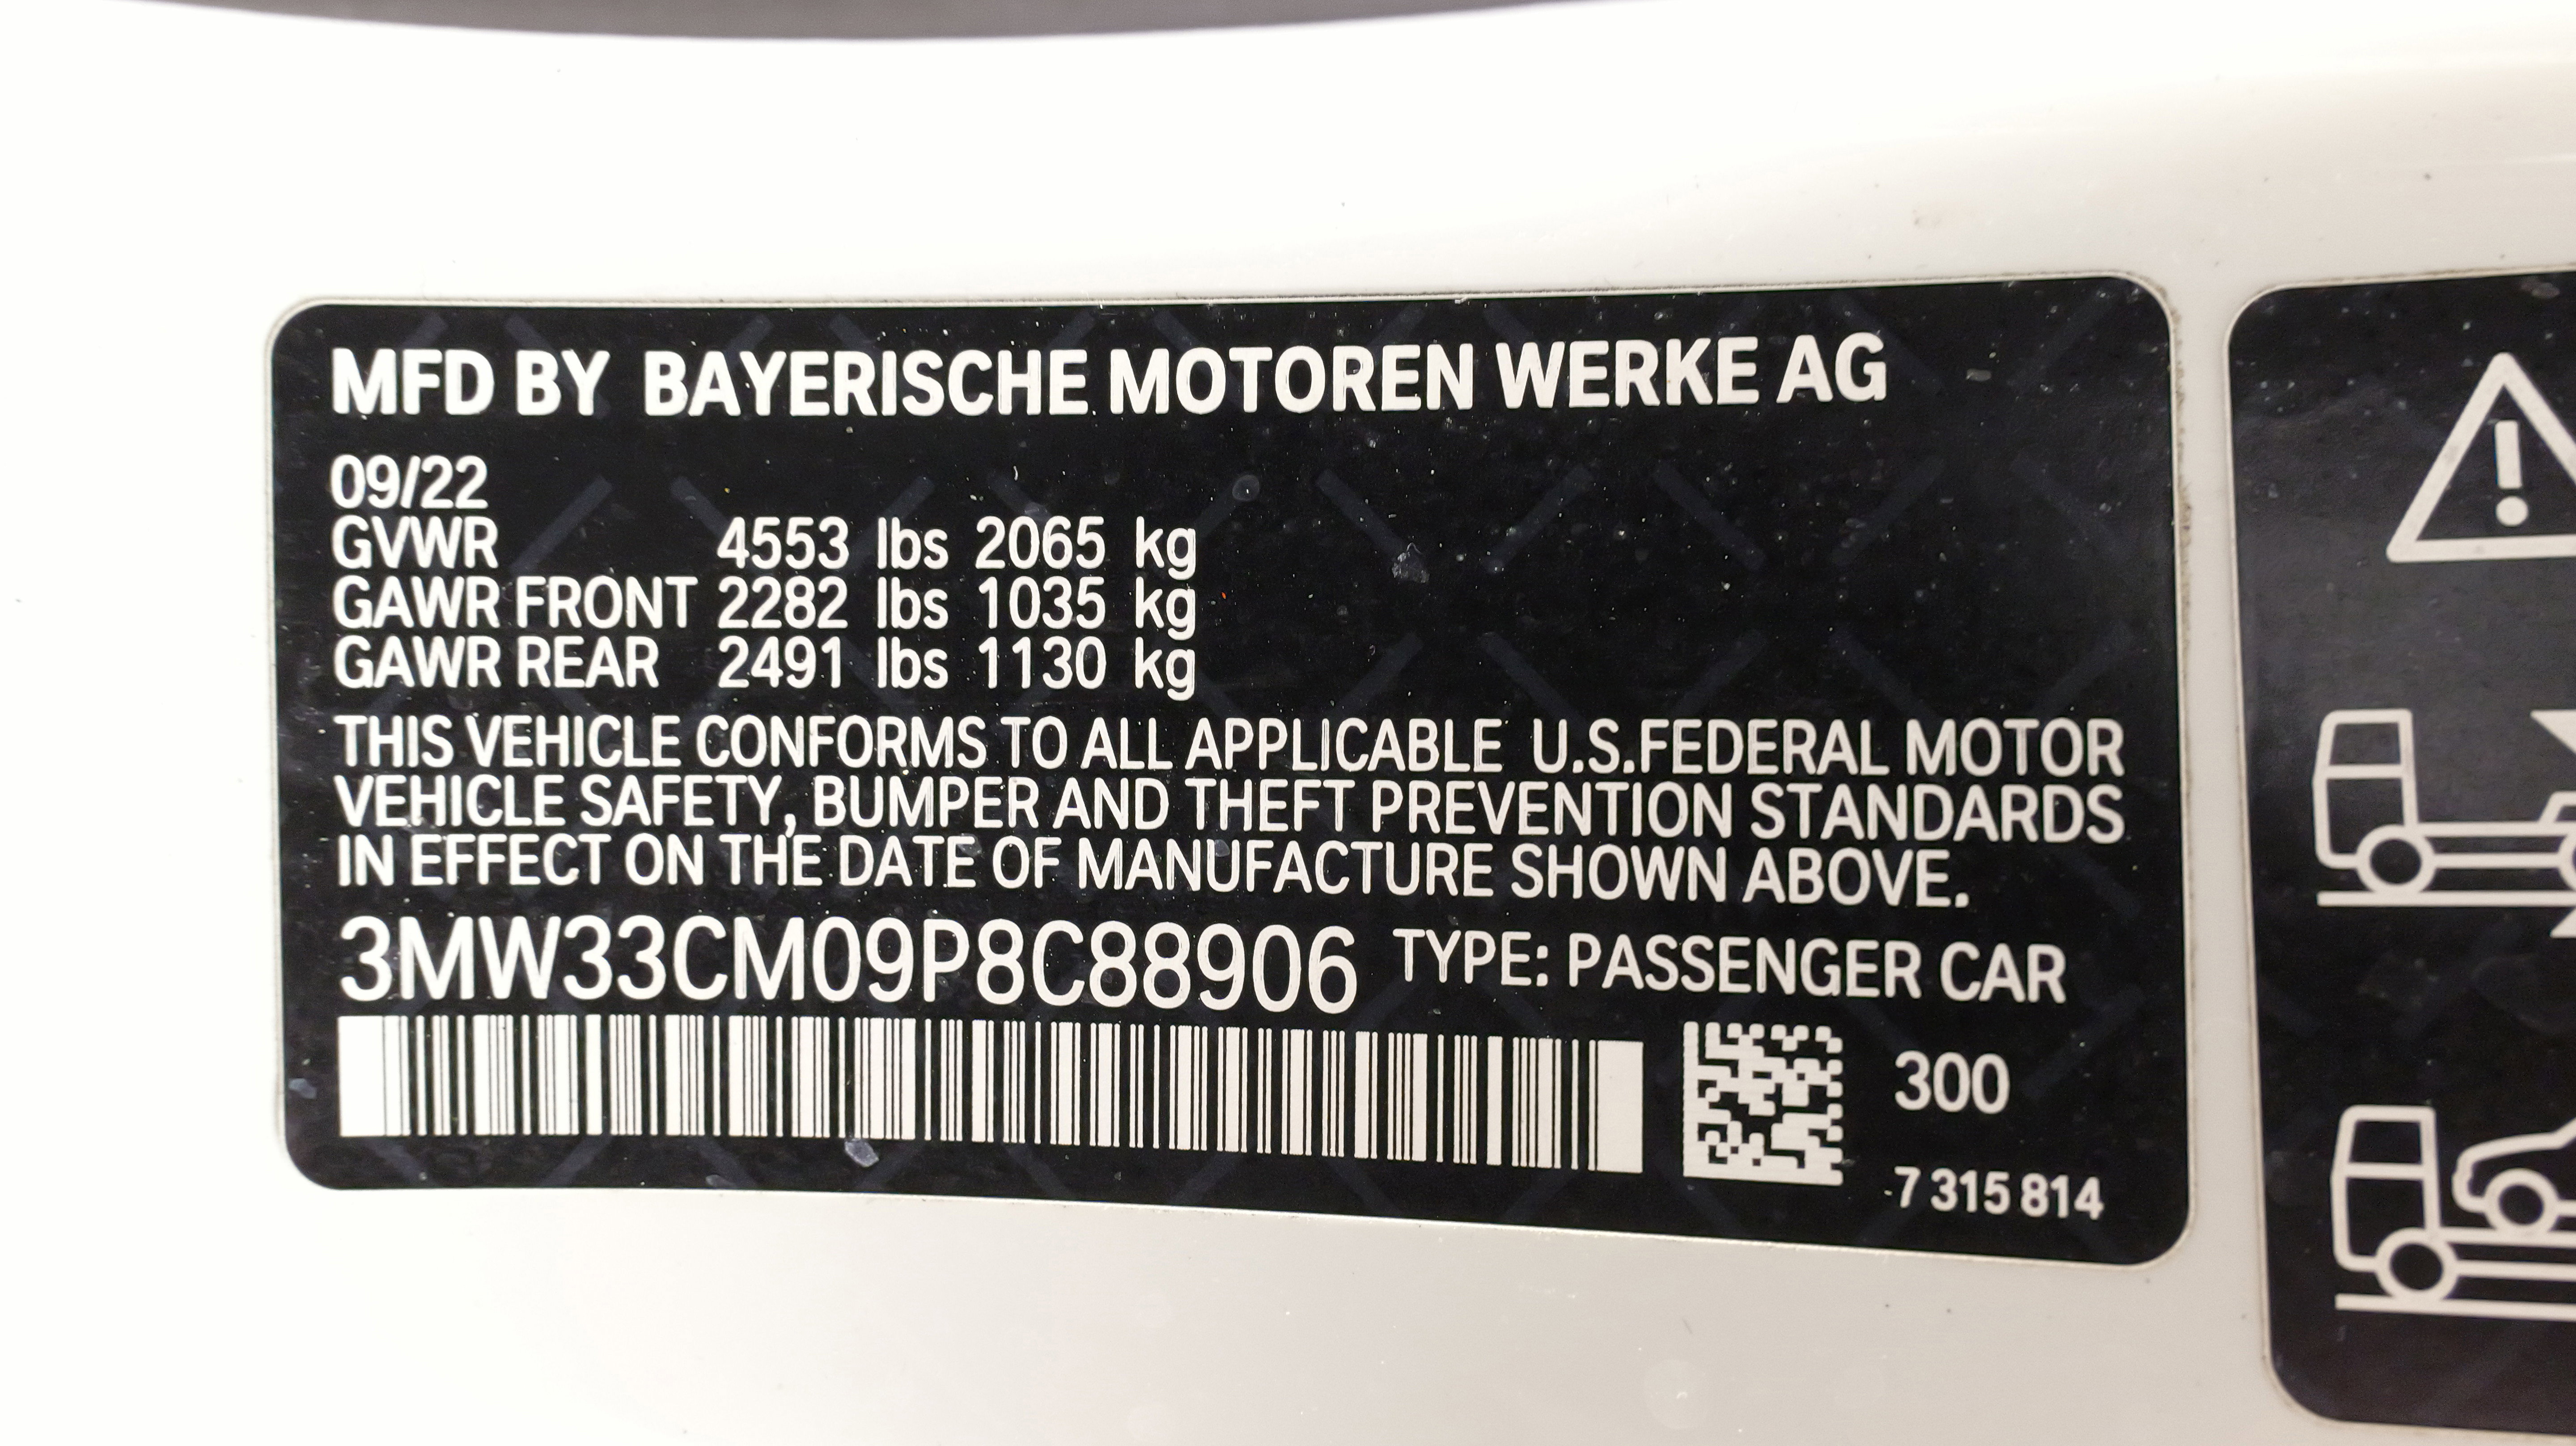 MFD BY BAYERISCHE MOTOREN WERKE AG
09/22
GVWR 4553 lbs 2065 kg
GAWR FRONT 2282 lbs 1035 kg
GAWR REAR 2491 lbs 1130 kg
THIS VEHICLE CONFORMS TO ALL APPLICABLE U.S.FEDERAL MOTOR
VEHICLE SAFETY, BUMPER AND THEFT PREVENTION STANDARDS
IN EFFECT ON THE DATE OF MANUFACTURE SHOWN ABOVE.
3MW33CM09P8C88906 TYPE: PASSENGER CAR
300
7 315 814